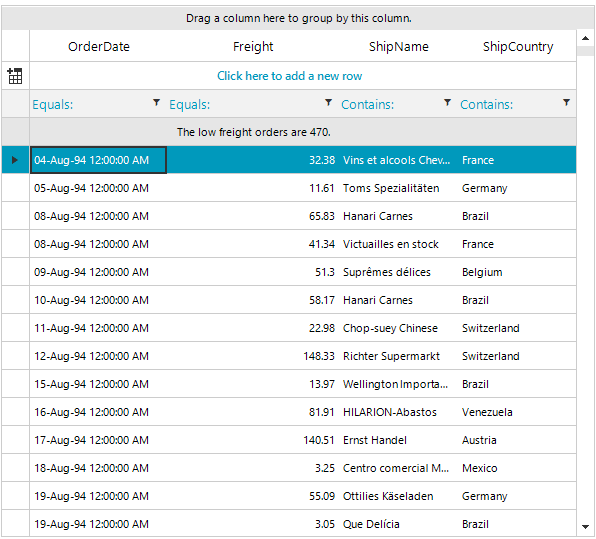 Drag a column here to group by this column.
OrderDate Freight ShipName ShipCountry
Click here to add a new row
Equals: Equals: Contains: Contains:
The low freight orders are 470.
04-Aug-94 12:00:00 AM 32.38 Vins et alcools Chev... France
05-Aug-94 12:00:00 AM 11.61 Toms Spezialitäten Germany
08-Aug-94 12:00:00 AM 65.83 Hanari Carnes Brazil
08-Aug-94 12:00:00 AM 41.34 Victuailles en stock France
09-Aug-94 12:00:00 AM 51.3 Suprêmes délices Belgium
10-Aug-94 12:00:00 AM 58.17 Hanari Carnes Brazil
11-Aug-94 12:00:00 AM 22.98 Chop-suey Chinese Switzerland
12-Aug-94 12:00:00 AM 148.33 Richter Supermarkt Switzerland
15-Aug-94 12:00:00 AM 13.97 Wellington Importa... Brazil
16-Aug-94 12:00:00 AM 81.91 HILARION-Abastos Venezuela
17-Aug-94 12:00:00 AM 140.51 Ernst Handel Austria
18-Aug-94 12:00:00 AM 3.25 Centro comercial M... Mexico
19-Aug-94 12:00:00 AM 55.09 Ottilies Käseladen Germany
19-Aug-94 12:00:00 AM 3.05 Que Delícia Brazil